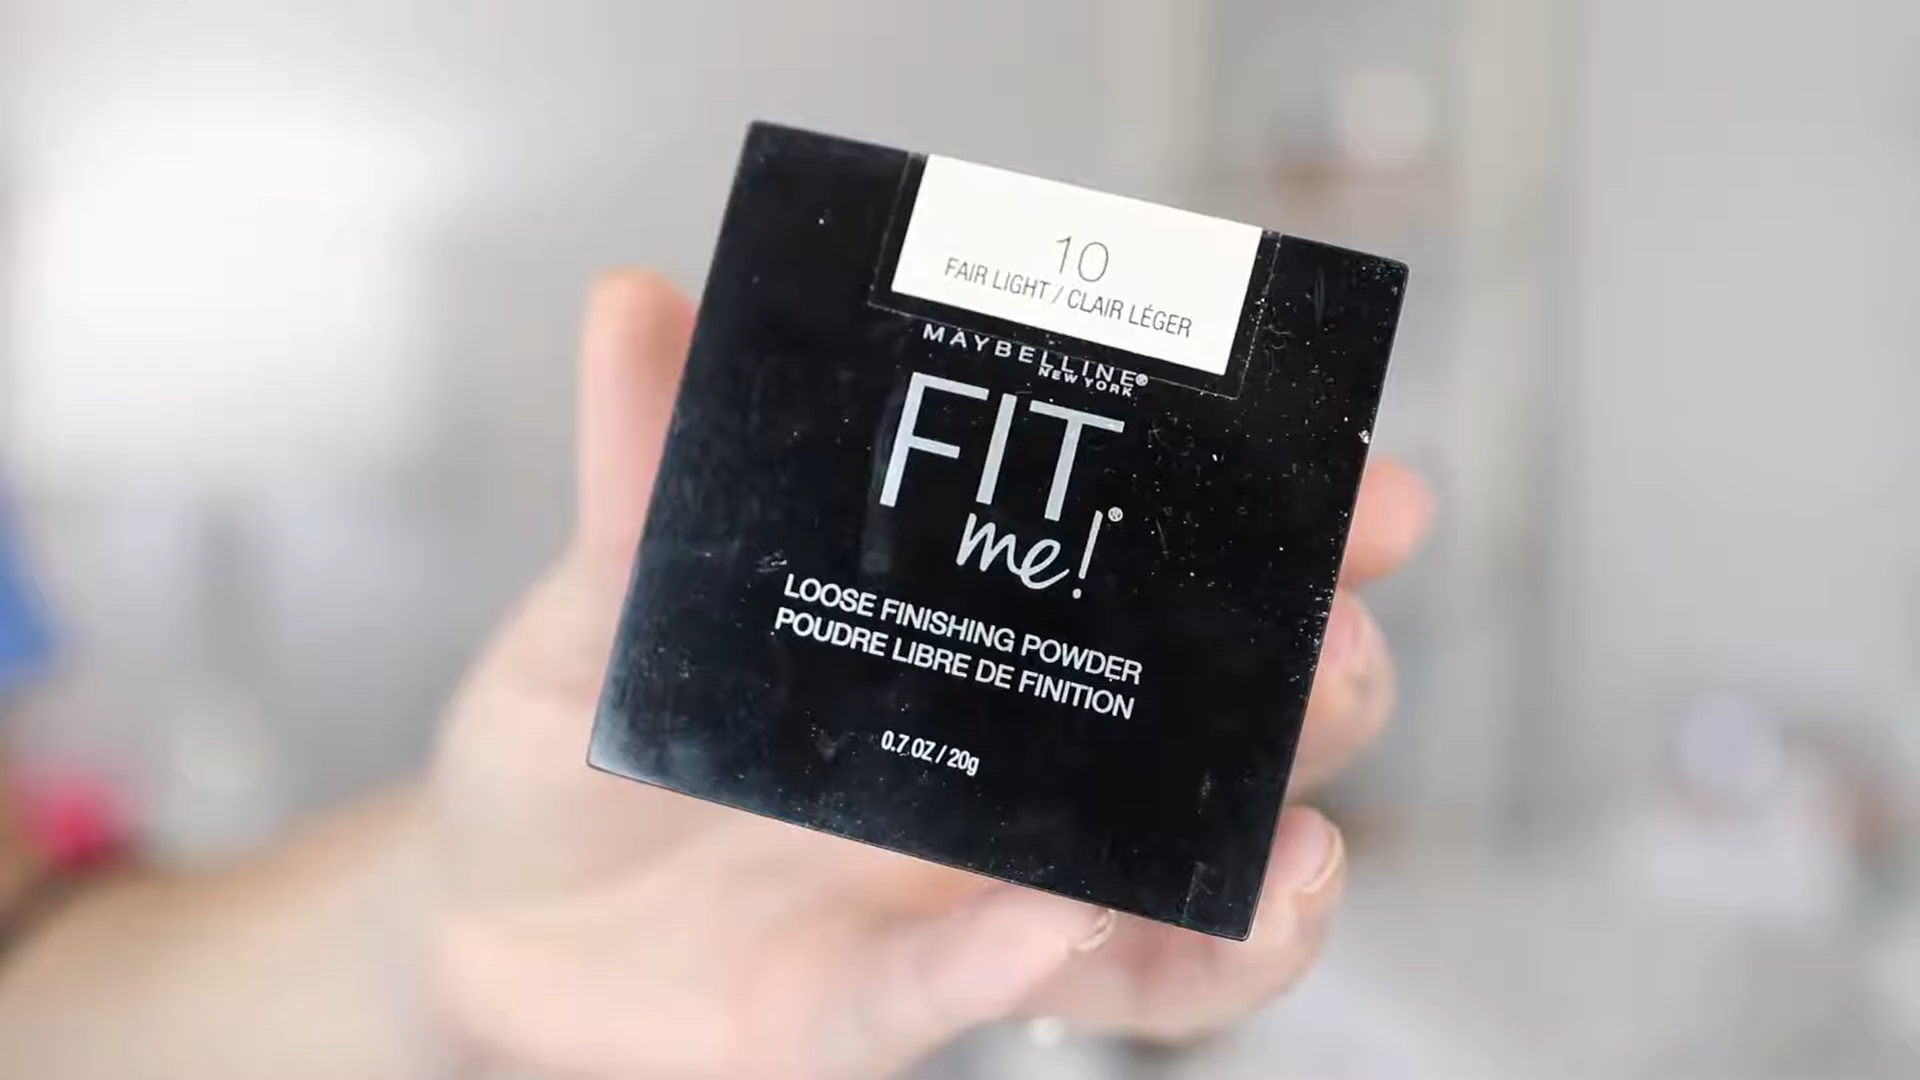 10
FAIR LIGHT / CLAIR LÉGER
MAYBELLINE®
NEW YORK
FIT
me!®
LOOSE FINISHING POWDER
POUDRE LIBRE DE FINITION
0.7 OZ / 20g